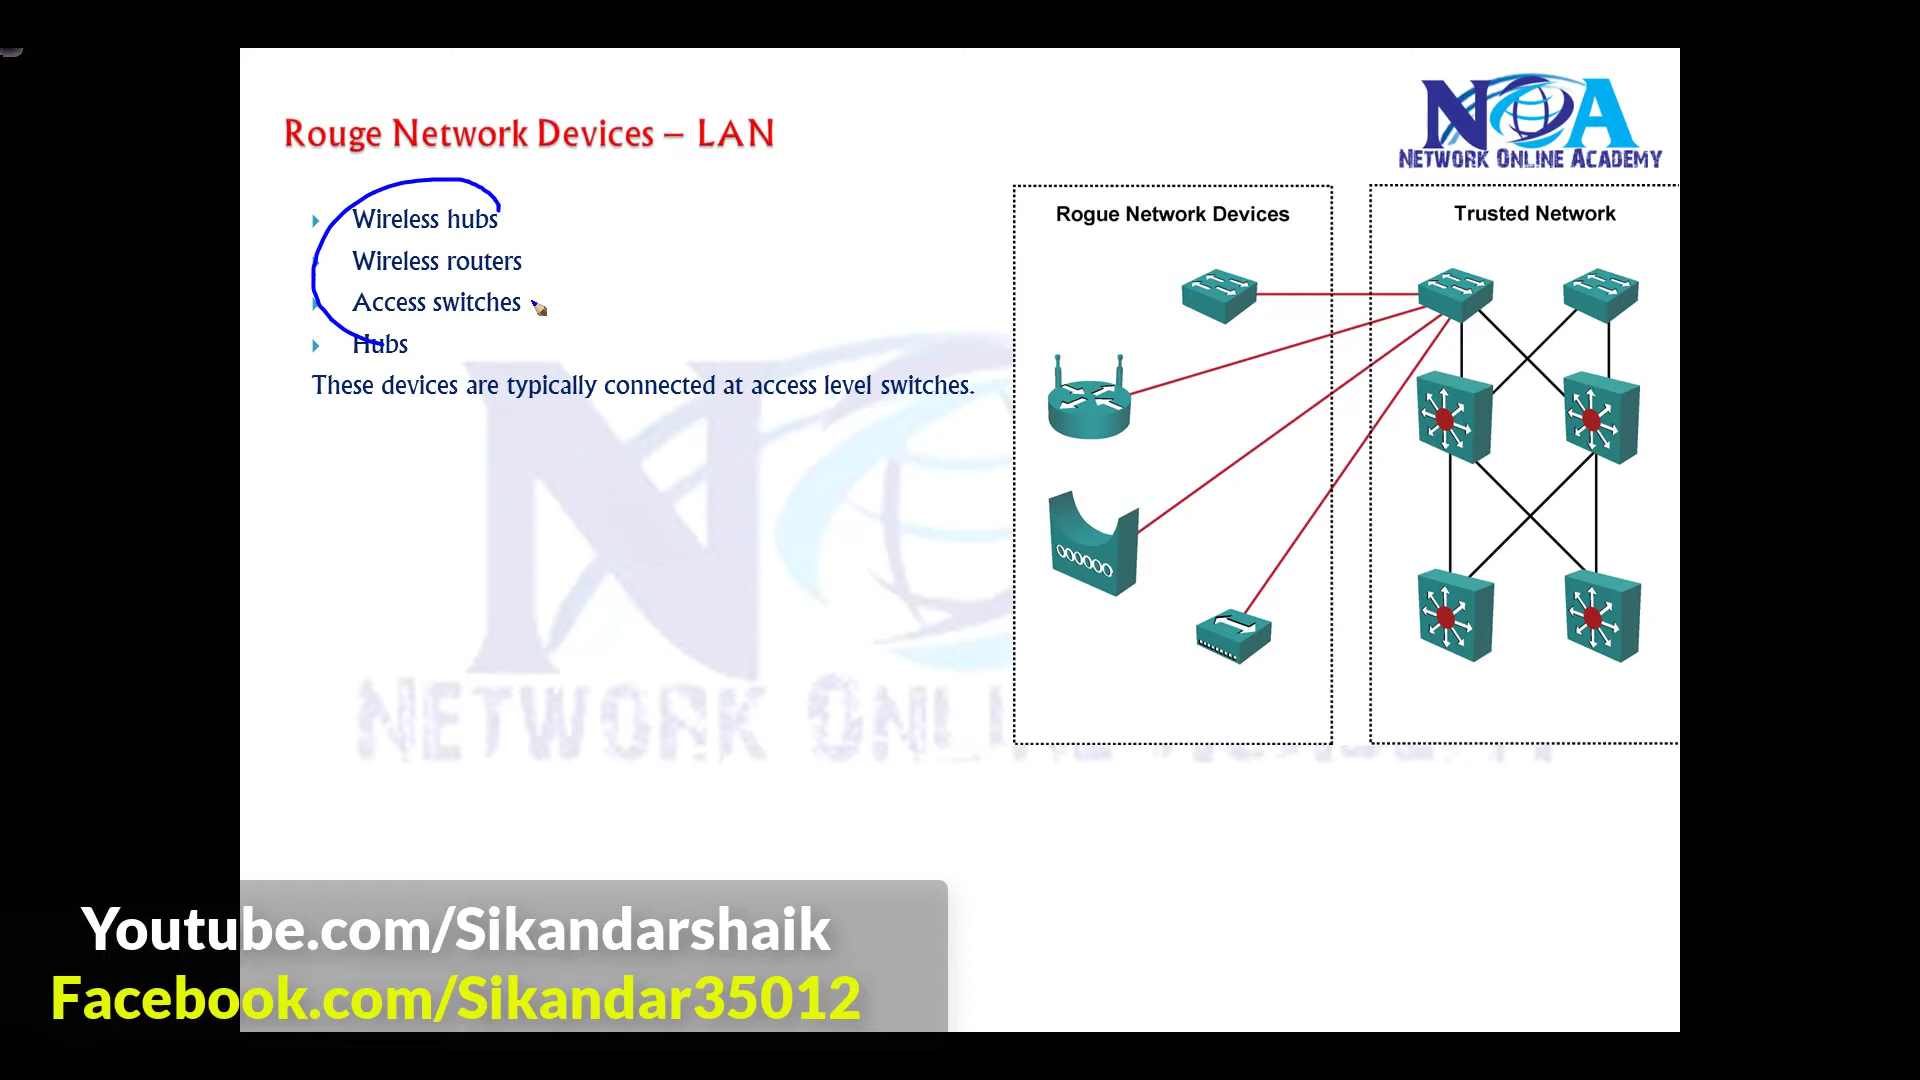 Rouge Network Devices – LAN
NOA
Network Online Academy
Wireless hubs
Wireless routers
Access switches
Hubs
These devices are typically connected at access level switches.
Rogue Network Devices
Trusted Network
Youtube.com/Sikandarshaik
Facebook.com/Sikandar35012